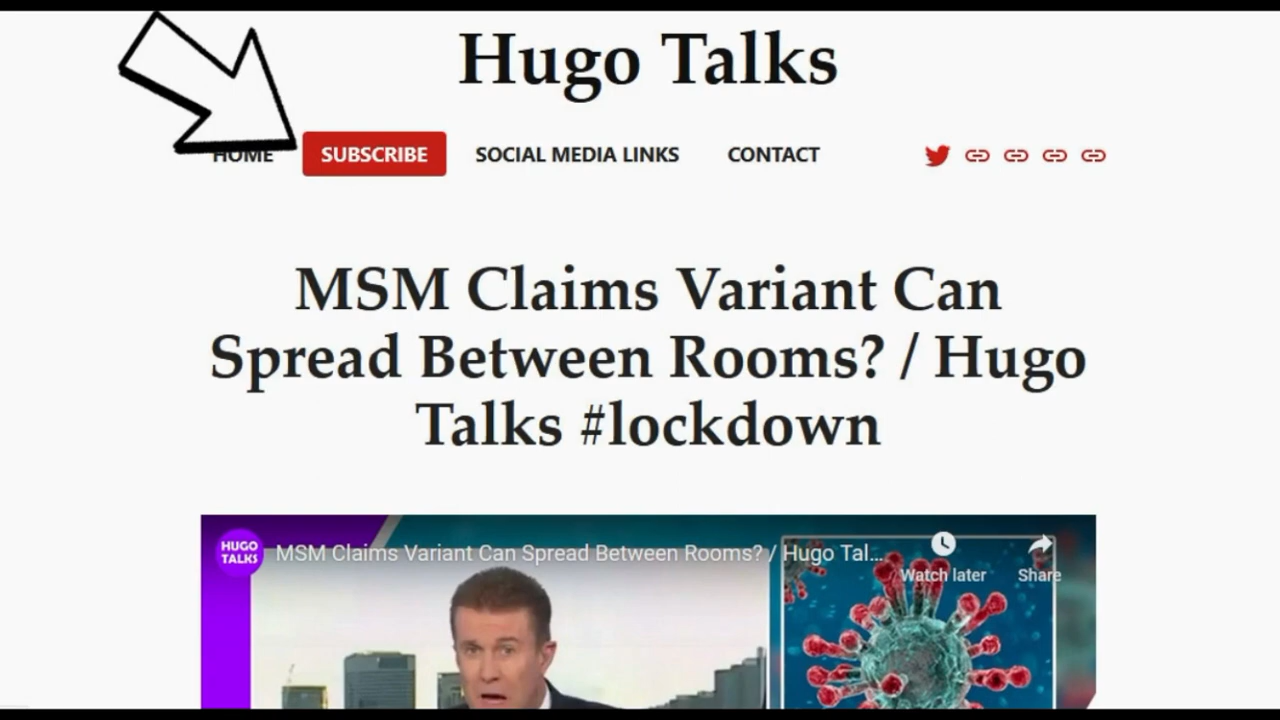 Hugo Talks
HOME SUBSCRIBE SOCIAL MEDIA LINKS CONTACT
MSM Claims Variant Can
Spread Between Rooms? / Hugo
Talks #lockdown
HUGO
TALKS
MSM Claims Variant Can Spread Between Rooms? / Hugo Tal...
Watch later Share